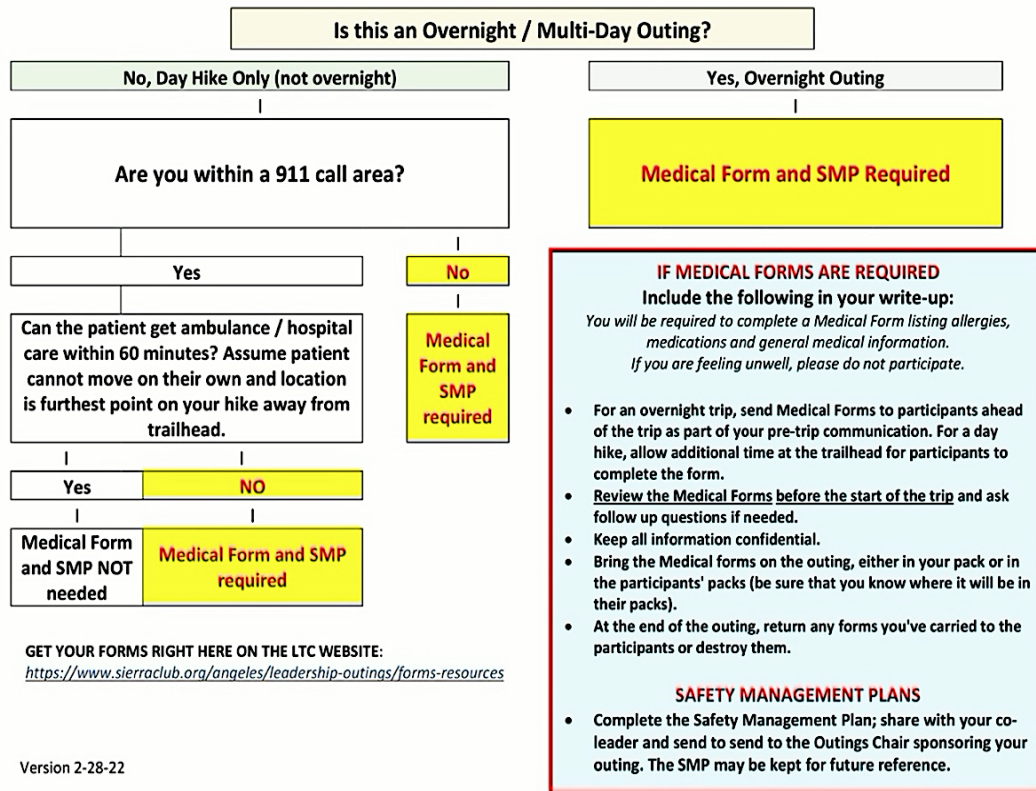 Is this an Overnight / Multi-Day Outing?
No, Day Hike Only (not overnight)
Yes, Overnight Outing
Are you within a 911 call area?
Medical Form and SMP Required
Yes
No
Can the patient get ambulance / hospital
care within 60 minutes? Assume patient
cannot move on their own and location
is furthest point on your hike away from
trailhead.
Medical
Form and
SMP
required
Yes
NO
Medical Form
and SMP NOT
needed
Medical Form and SMP
required
GET YOUR FORMS RIGHT HERE ON THE LTC WEBSITE:
https://www.sierraclub.org/angeles/leadership-outings/forms-resources
Version 2-28-22
IF MEDICAL FORMS ARE REQUIRED
Include the following in your write-up:
You will be required to complete a Medical Form listing allergies,
medications and general medical information.
If you are feeling unwell, please do not participate.
• For an overnight trip, send Medical Forms to participants ahead
of the trip as part of your pre-trip communication. For a day
hike, allow additional time at the trailhead for participants to
complete the form.
• Review the Medical Forms before the start of the trip and ask
follow up questions if needed.
• Keep all information confidential.
• Bring the Medical forms on the outing, either in your pack or in
the participants' packs (be sure that you know where it will be in
their packs).
• At the end of the outing, return any forms you've carried to the
participants or destroy them.
SAFETY MANAGEMENT PLANS
• Complete the Safety Management Plan; share with your co-
leader and send to send to the Outings Chair sponsoring your
outing. The SMP may be kept for future reference.